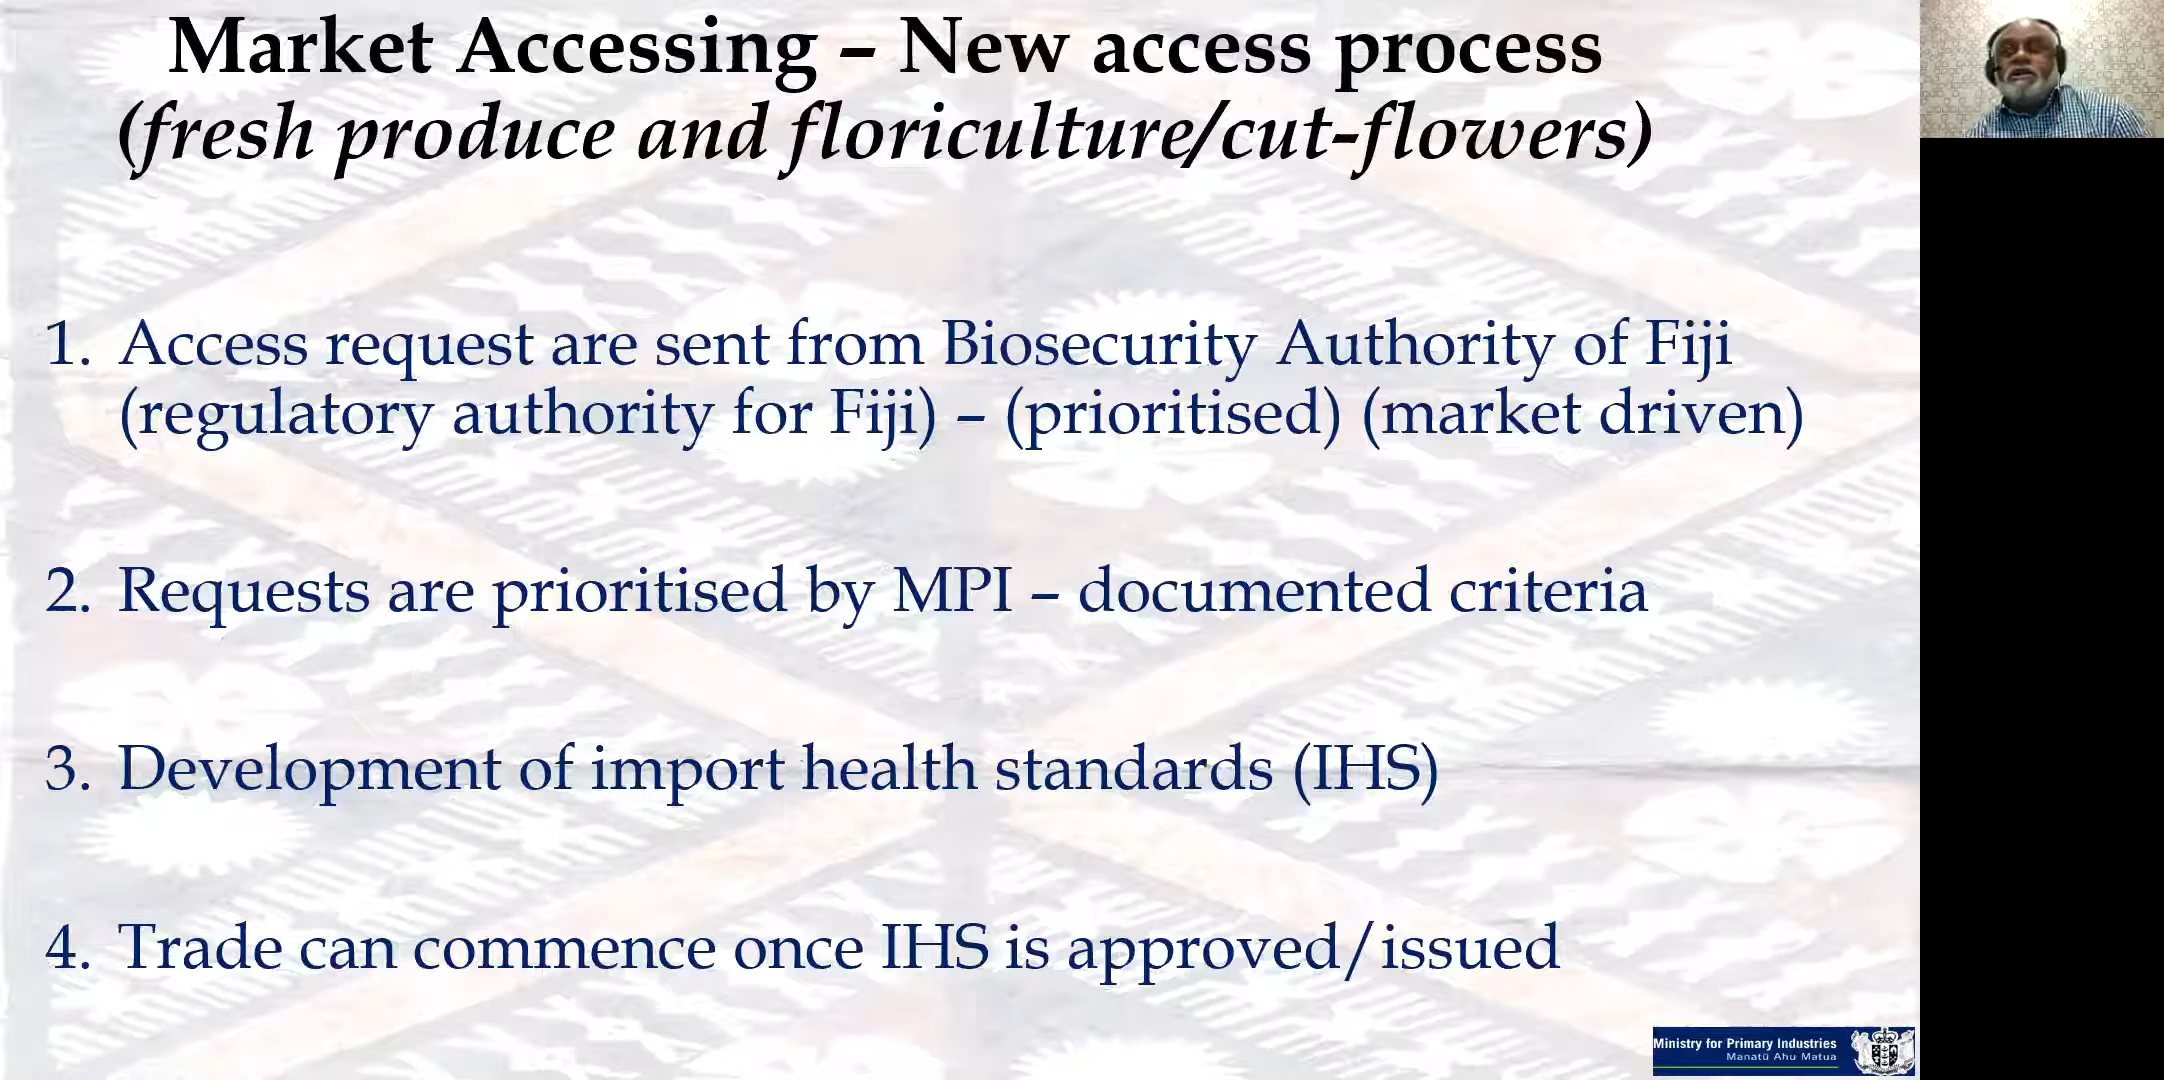 Market Accessing – New access process
(fresh produce and floriculture/cut-flowers)
1. Access request are sent from Biosecurity Authority of Fiji
(regulatory authority for Fiji) – (prioritised) (market driven)
2. Requests are prioritised by MPI – documented criteria
3. Development of import health standards (IHS)
4. Trade can commence once IHS is approved/issued
Ministry for Primary Industries
Manatū Ahu Matua